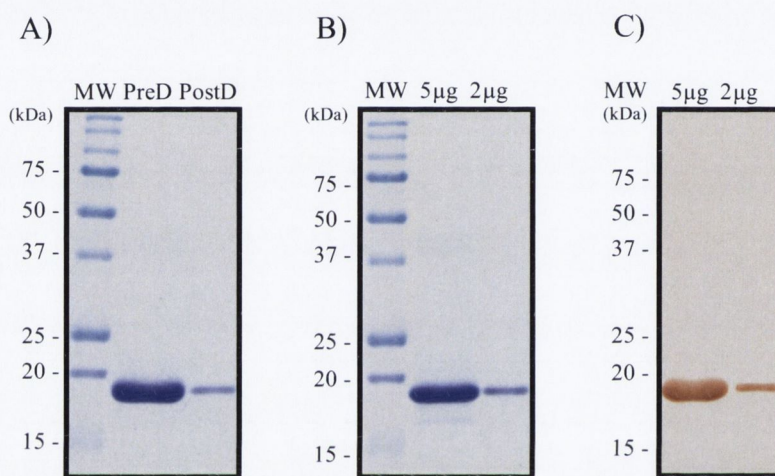 A)
MW PreD PostD
(kDa)
75 -
50 -
37 -
25 -
20 -
15 -
B)
MW 5µg 2µg
(kDa)
75 -
50 -
37 -
25 -
20 -
15 -
C)
MW 5µg 2µg
(kDa)
75 -
50 -
37 -
25 -
20 -
15 -